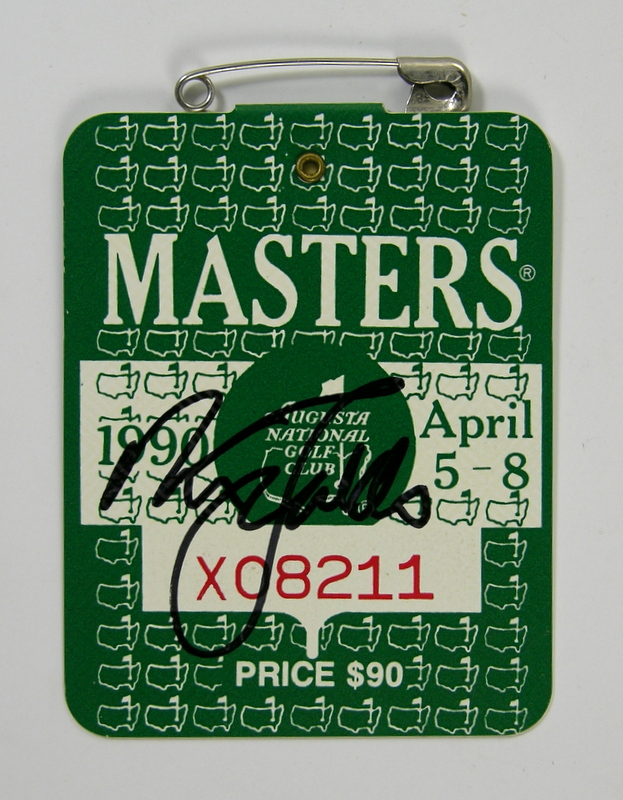 MASTERS®
1990
AUGUSTA
NATIONAL
GOLF
CLUB
®
April
5-8
X08211
PRICE $90